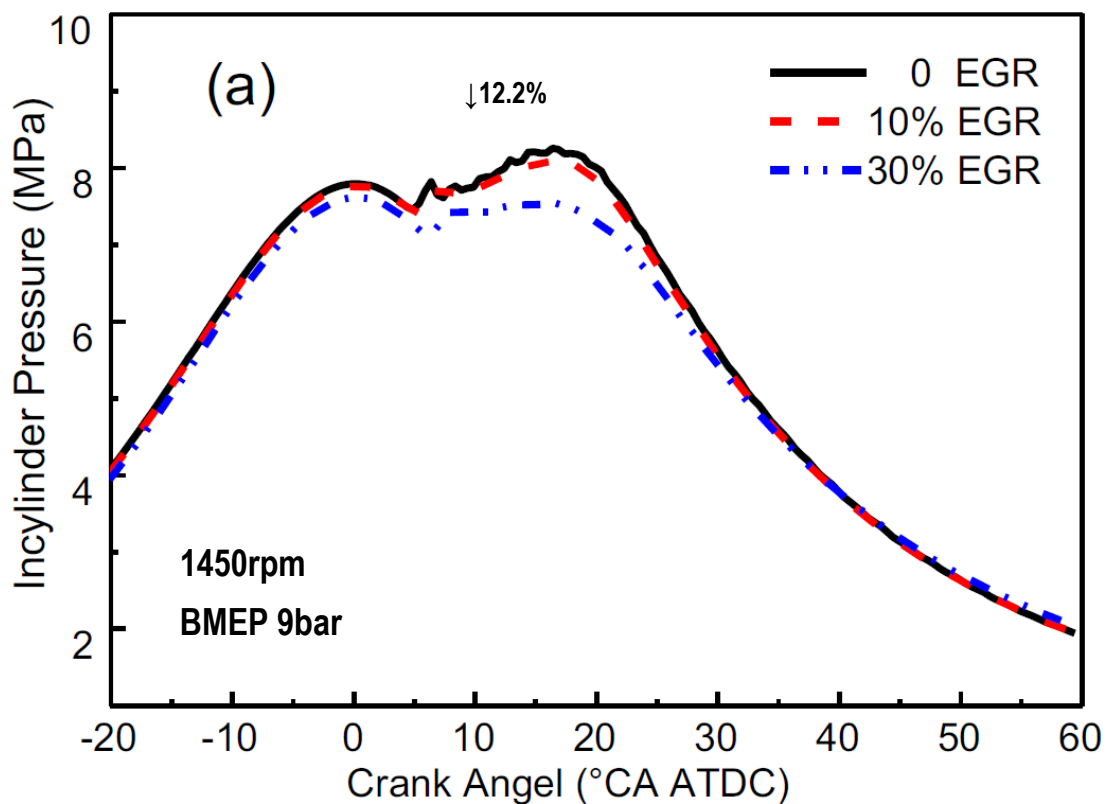 (a)
↓12.2%
0 EGR
10% EGR
30% EGR
10
8
6
4
2
Incylinder Pressure (MPa)
1450rpm
BMEP 9bar
-20 -10 0 10 20 30 40 50 60
Crank Angel (°CA ATDC)